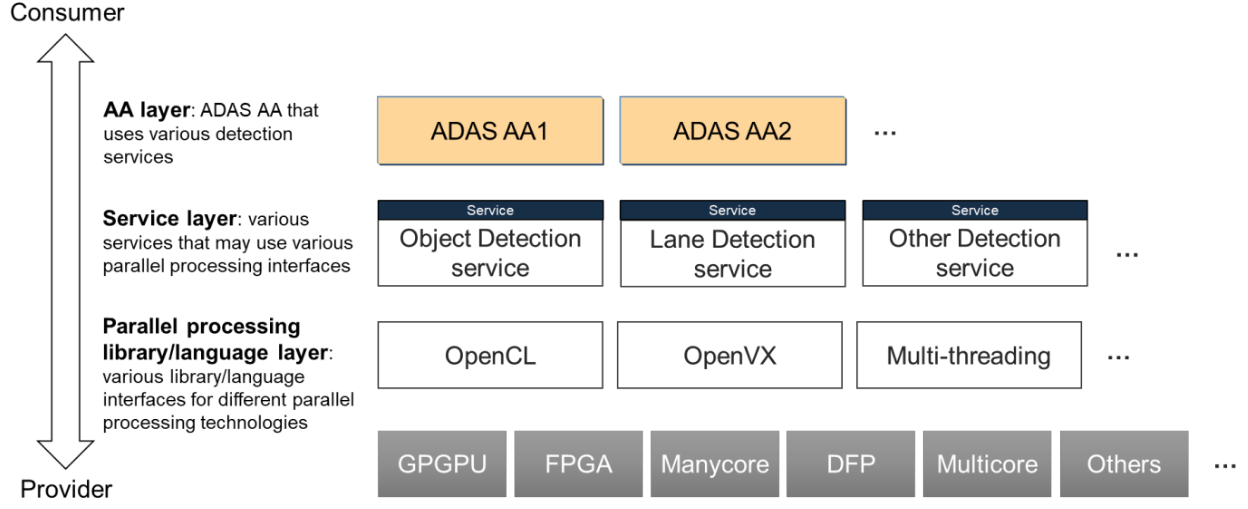 Consumer
AA layer: ADAS AA that
uses various detection
services
ADAS AA1
ADAS AA2
...
Service layer: various
services that may use various
parallel processing interfaces
Service
Object Detection
service
Service
Lane Detection
service
Service
Other Detection
service
...
Parallel processing
library/language layer:
various library/language
interfaces for different parallel
processing technologies
OpenCL
OpenVX
Multi-threading
...
GPGPU
FPGA
Manycore
DFP
Multicore
Others
...
Provider